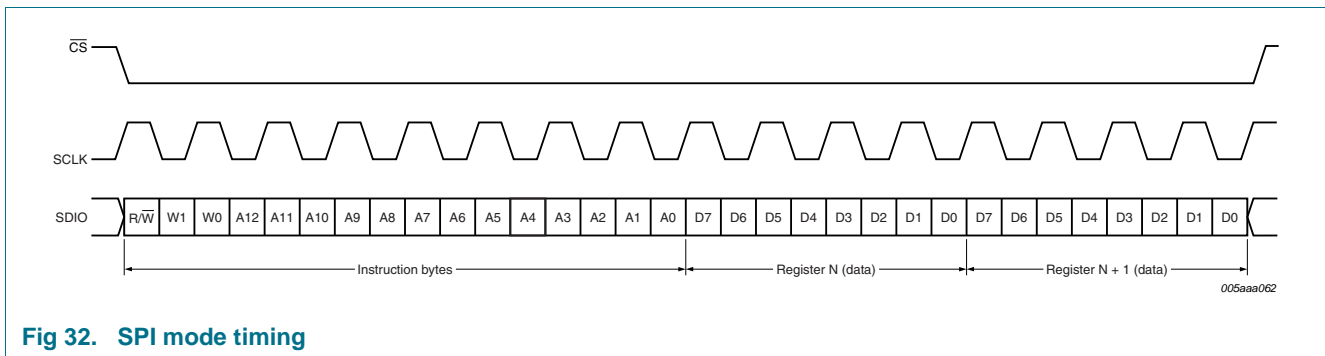 CS
SCLK
SDIO R/W W1 W0 A12 A11 A10 A9 A8 A7 A6 A5 A4 A3 A2 A1 A0 D7 D6 D5 D4 D3 D2 D1 D0 D7 D6 D5 D4 D3 D2 D1 D0
Instruction bytes Register N (data) Register N + 1 (data)
005aaa062
Fig 32. SPI mode timing